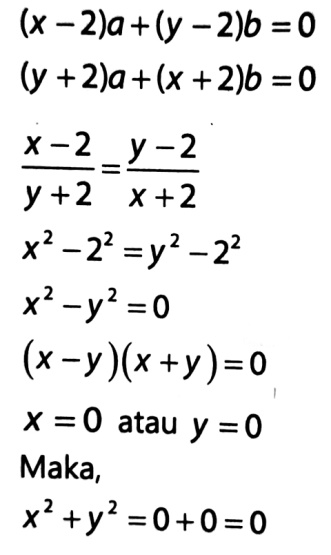 (x − 2)a + (y − 2)b = 0
(y + 2)a + (x + 2)b = 0
x − 2 / y + 2 = y − 2 / x + 2
x² − 2² = y² − 2²
x² − y² = 0
(x − y)(x + y) = 0
x = 0 atau y = 0
Maka,
x² + y² = 0 + 0 = 0